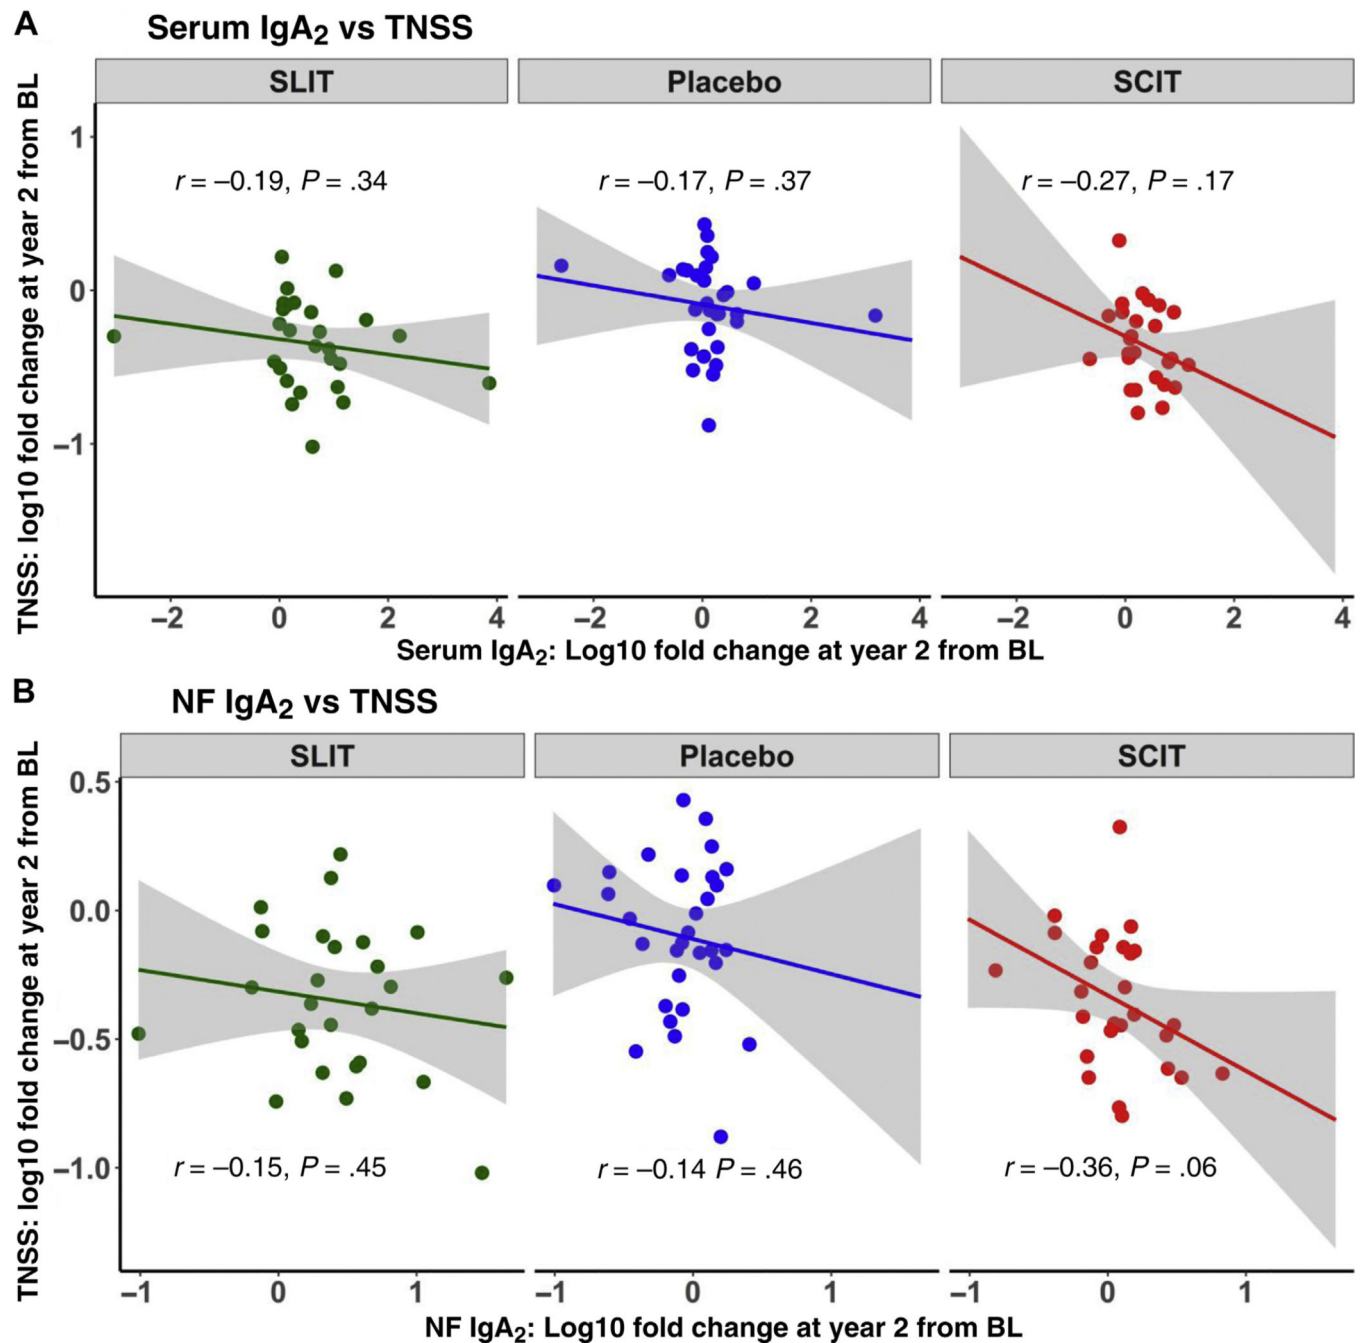 A
Serum IgA₂ vs TNSS
SLIT
Placebo
SCIT
TNSS: log10 fold change at year 2 from BL
1
0
−1
r = −0.19, P = .34
r = −0.17, P = .37
r = −0.27, P = .17
−2 0 2 4
−2 0 2 4
−2 0 2 4
Serum IgA₂: Log10 fold change at year 2 from BL
B
NF IgA₂ vs TNSS
SLIT
Placebo
SCIT
TNSS: log10 fold change at year 2 from BL
0.5
0.0
−0.5
−1.0
r = −0.15, P = .45
r = −0.14 P = .46
r = −0.36, P = .06
−1 0 1
−1 0 1
−1 0 1
NF IgA₂: Log10 fold change at year 2 from BL